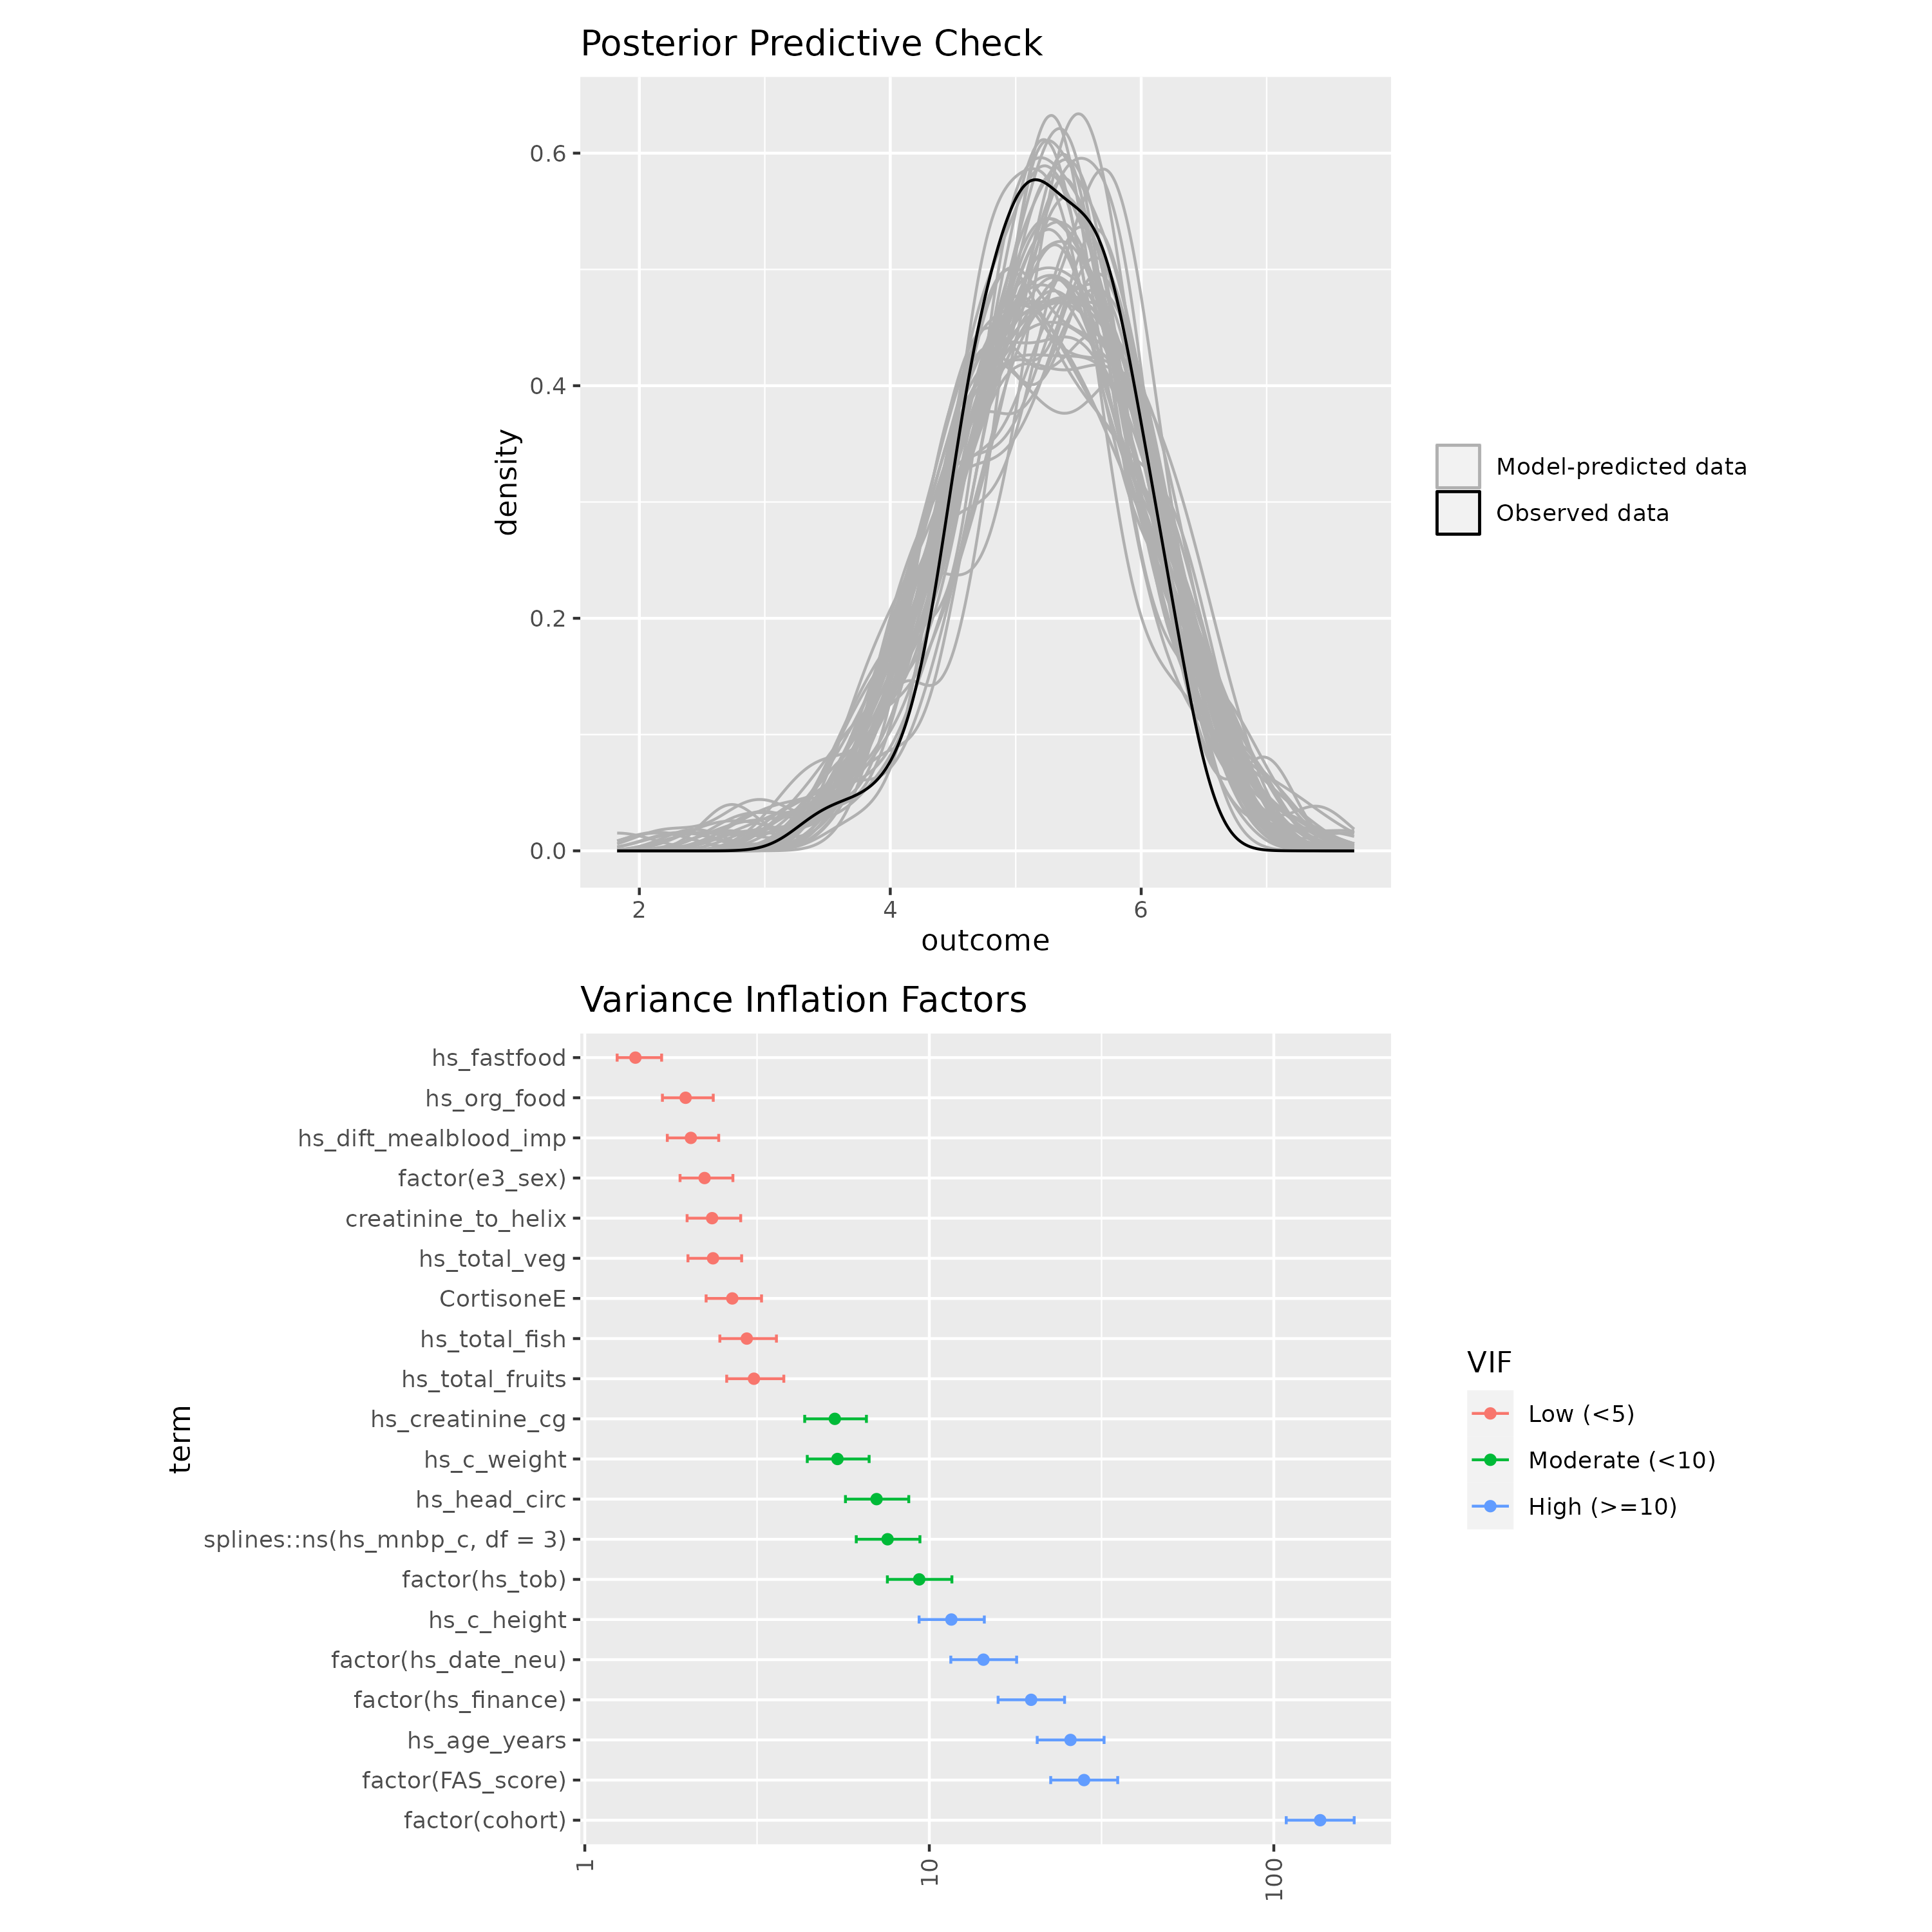 Posterior Predictive Check
0.6
0.4
0.2
0.0
density
2 4 6
outcome
Model-predicted data
Observed data
Variance Inflation Factors
hs_fastfood
hs_org_food
hs_dift_mealblood_imp
factor(e3_sex)
creatinine_to_helix
hs_total_veg
CortisoneE
hs_total_fish
hs_total_fruits
hs_creatinine_cg
hs_c_weight
hs_head_circ
splines::ns(hs_mnbp_c, df = 3)
factor(hs_tob)
hs_c_height
factor(hs_date_neu)
factor(hs_finance)
hs_age_years
factor(FAS_score)
factor(cohort)
term
1 10 100
VIF
Low (<5)
Moderate (<10)
High (>=10)